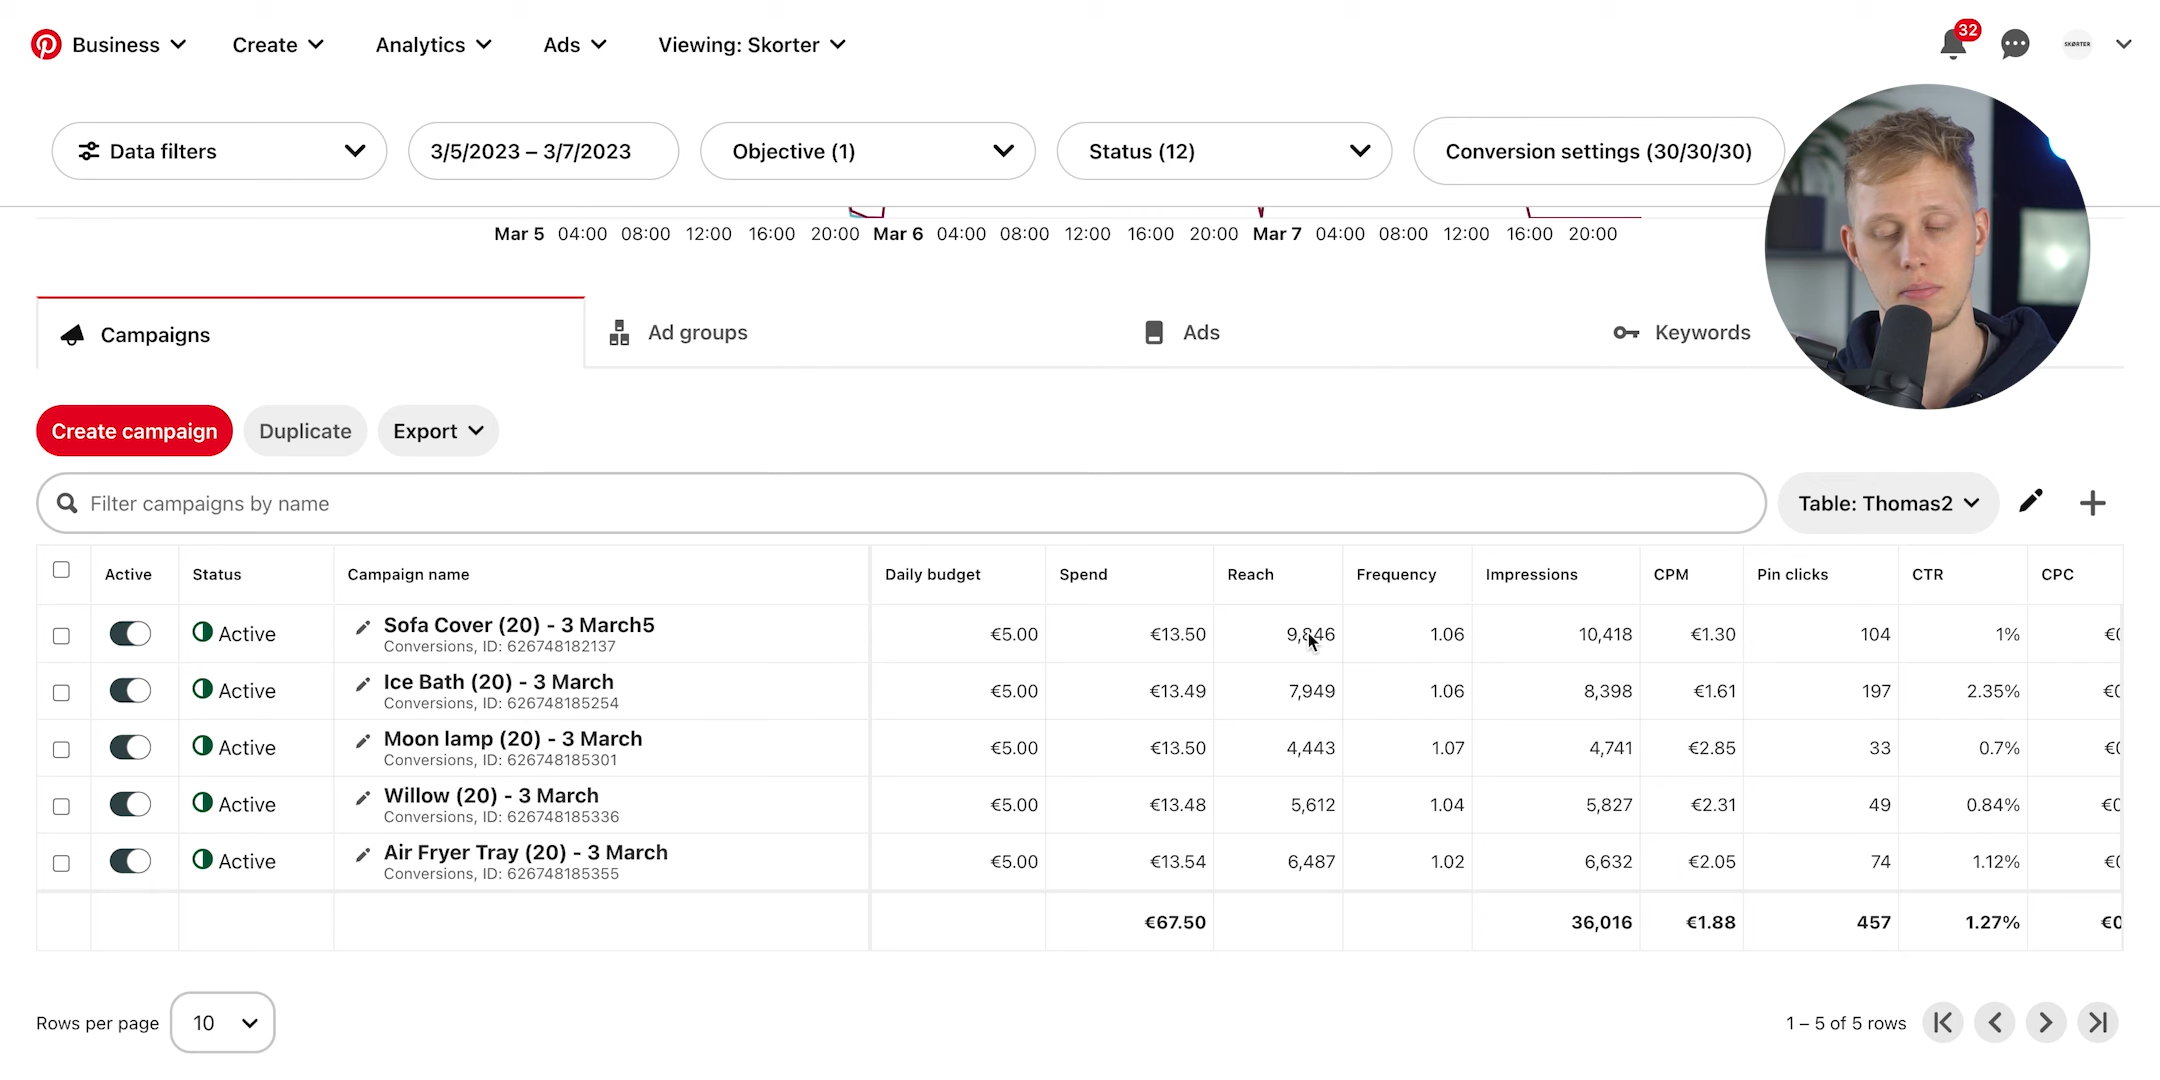 Business Create Analytics Ads Viewing: Skorter 32 SKØRTER
Data filters 3/5/2023 – 3/7/2023 Objective (1) Status (12) Conversion settings (30/30/30)
Mar 5 04:00 08:00 12:00 16:00 20:00 Mar 6 04:00 08:00 12:00 16:00 20:00 Mar 7 04:00 08:00 12:00 16:00 20:00
Campaigns Ad groups Ads Keywords
Create campaign Duplicate Export
Filter campaigns by name Table: Thomas2
Active Status Campaign name Daily budget Spend Reach Frequency Impressions CPM Pin clicks CTR CPC
Active Sofa Cover (20) - 3 March5 €5.00 €13.50 9,846 1.06 10,418 €1.30 104 1% €0
Conversions, ID: 626748182137
Active Ice Bath (20) - 3 March €5.00 €13.49 7,949 1.06 8,398 €1.61 197 2.35% €0
Conversions, ID: 626748185254
Active Moon lamp (20) - 3 March €5.00 €13.50 4,443 1.07 4,741 €2.85 33 0.7% €0
Conversions, ID: 626748185301
Active Willow (20) - 3 March €5.00 €13.48 5,612 1.04 5,827 €2.31 49 0.84% €0
Conversions, ID: 626748185336
Active Air Fryer Tray (20) - 3 March €5.00 €13.54 6,487 1.02 6,632 €2.05 74 1.12% €0
Conversions, ID: 626748185355
€67.50 36,016 €1.88 457 1.27% €0
Rows per page 10 1 – 5 of 5 rows